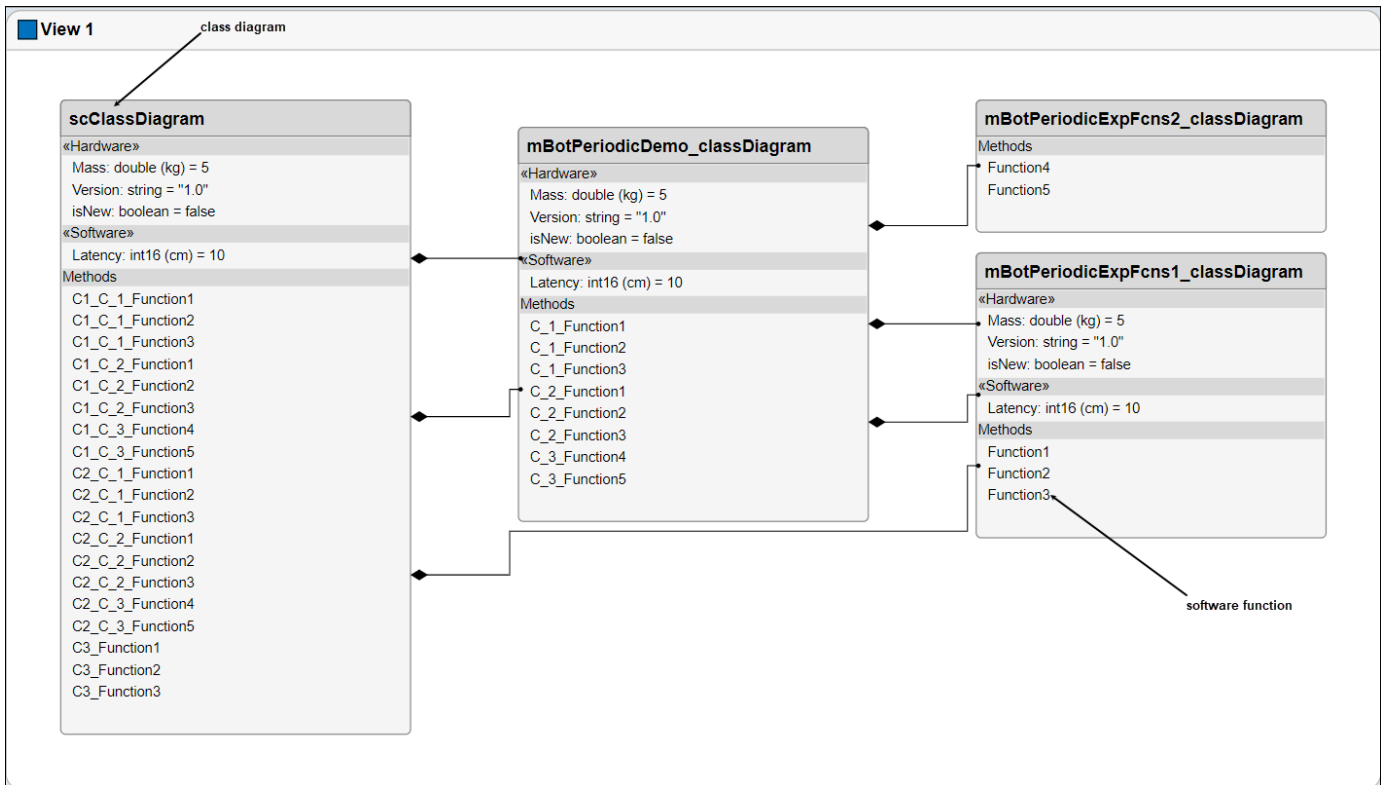 View 1
class diagram
scClassDiagram
«Hardware»
Mass: double (kg) = 5
Version: string = "1.0"
isNew: boolean = false
«Software»
Latency: int16 (cm) = 10
Methods
C1_C_1_Function1
C1_C_1_Function2
C1_C_1_Function3
C1_C_2_Function1
C1_C_2_Function2
C1_C_2_Function3
C1_C_3_Function4
C1_C_3_Function5
C2_C_1_Function1
C2_C_1_Function2
C2_C_1_Function3
C2_C_2_Function1
C2_C_2_Function2
C2_C_2_Function3
C2_C_3_Function4
C2_C_3_Function5
C3_Function1
C3_Function2
C3_Function3
mBotPeriodicDemo_classDiagram
«Hardware»
Mass: double (kg) = 5
Version: string = "1.0"
isNew: boolean = false
«Software»
Latency: int16 (cm) = 10
Methods
C_1_Function1
C_1_Function2
C_1_Function3
C_2_Function1
C_2_Function2
C_2_Function3
C_3_Function4
C_3_Function5
mBotPeriodicExpFcns2_classDiagram
Methods
Function4
Function5
mBotPeriodicExpFcns1_classDiagram
«Hardware»
Mass: double (kg) = 5
Version: string = "1.0"
isNew: boolean = false
«Software»
Latency: int16 (cm) = 10
Methods
Function1
Function2
Function3
software function